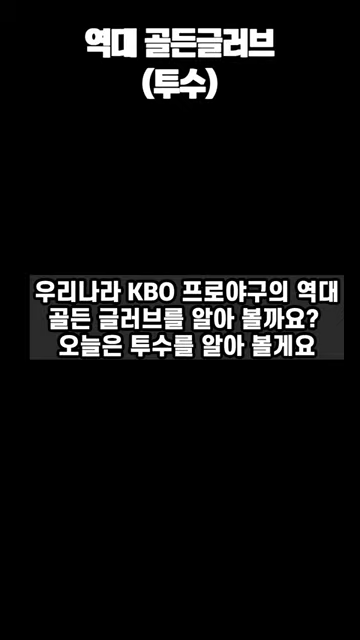 역대 골든글러브
(투수)
우리나라 KBO 프로야구의 역대
골든 글러브를 알아 볼까요?
오늘은 투수를 알아 볼게요